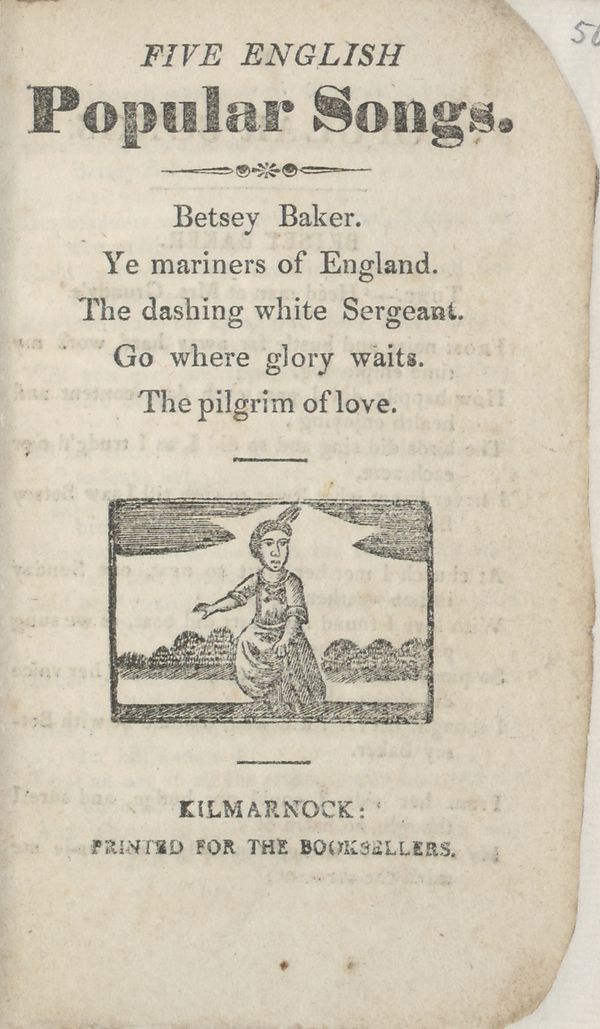 FIVE ENGLISH
Popular Songs.
Betsey Baker.
Ye mariners of England.
The dashing white Sergeant.
Go where glory waits.
The pilgrim of love.
KILMARNOCK:
PRINTED FOR THE BOOKSELLERS.